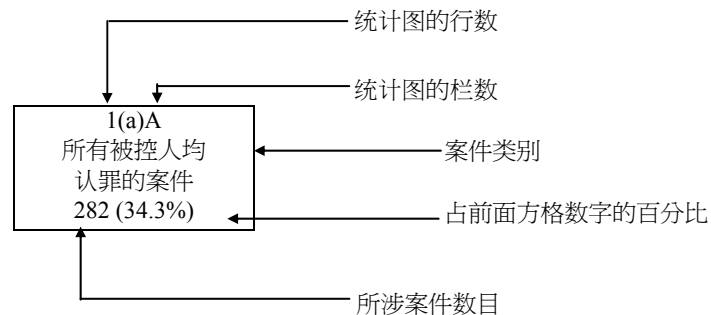 统计图的行数
统计图的栏数
1(a)A
所有被控人均
认罪的案件
282 (34.3%)
案件类别
占前面方格数字的百分比
所涉案件数目